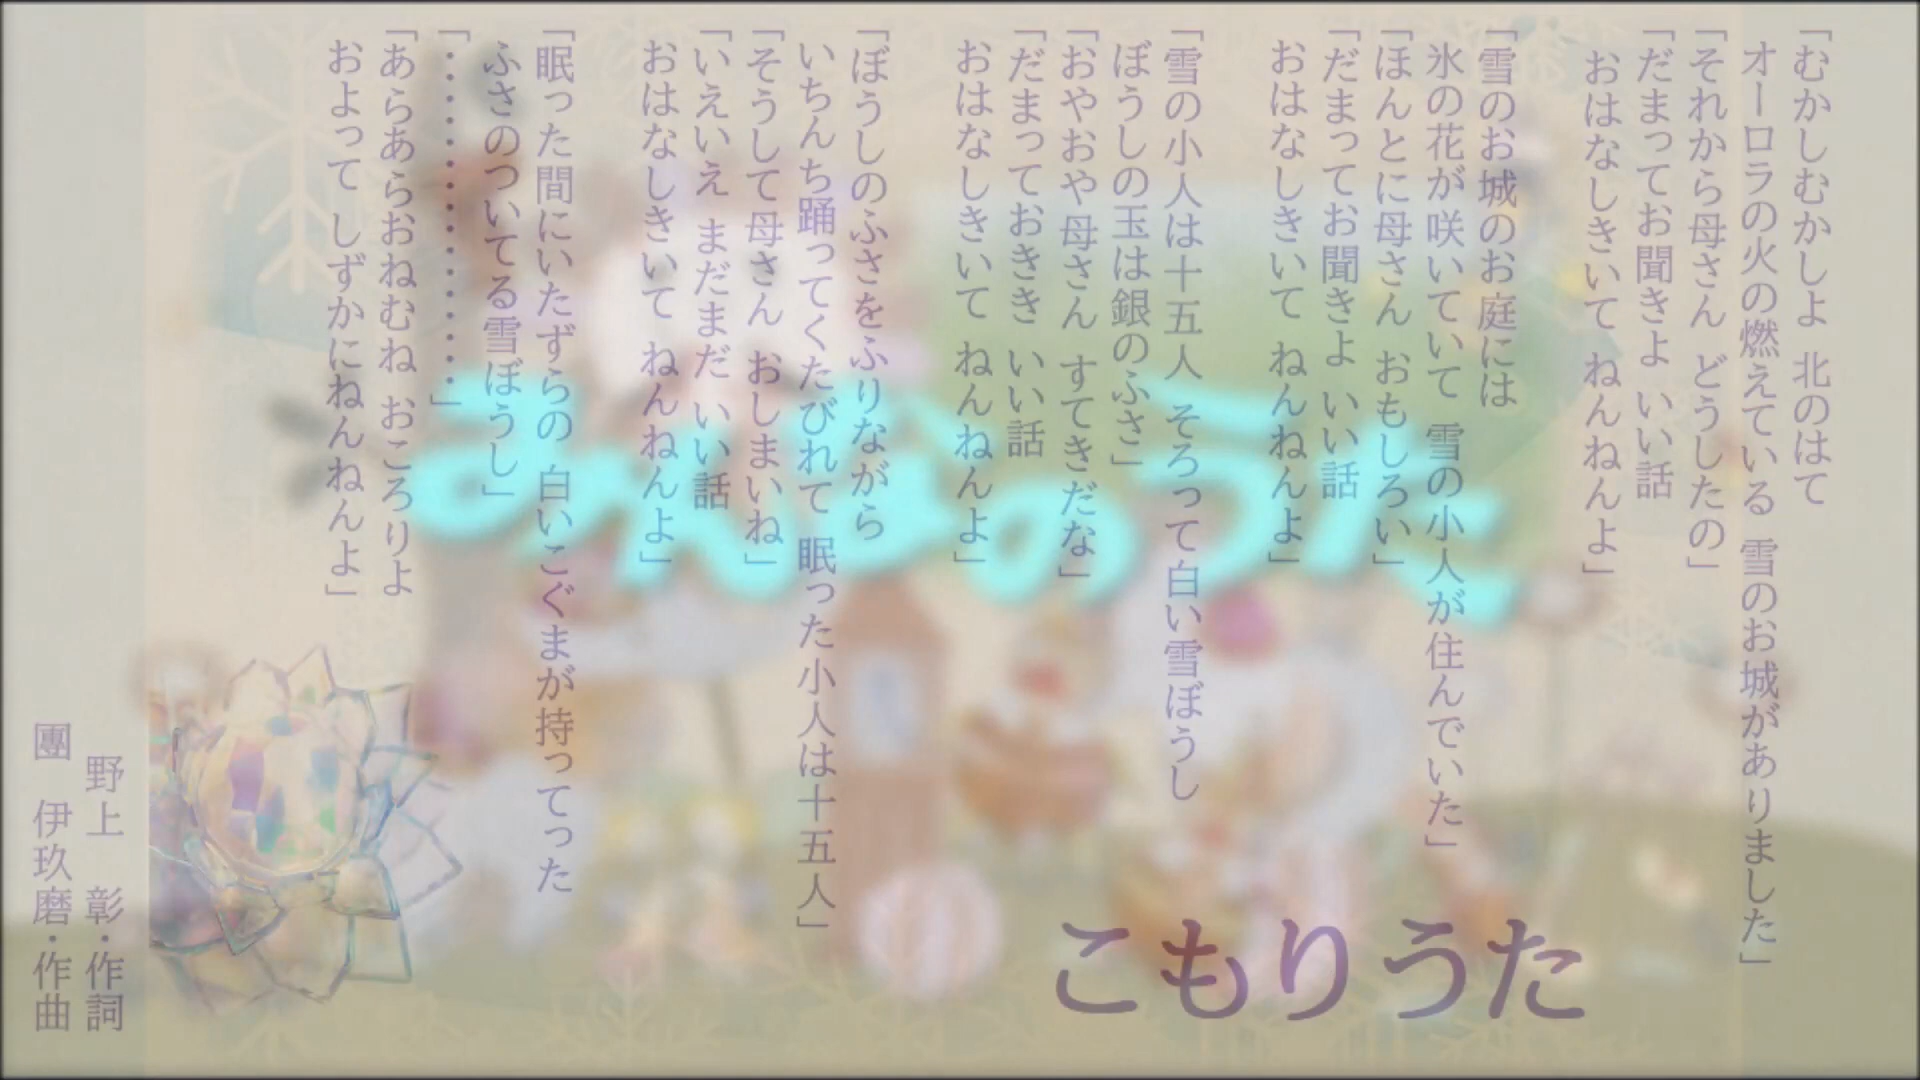 「むかしむかしよ 北のはて
オーロラの火の燃えている 雪のお城がありました」
「それから母さん どうしたの」
「だまってお聞きよ いい話
おはなしきいて ねんねんよ」
「雪のお城のお庭には
氷の花が咲いていて 雪の小人が住んでいた」
「ほんとに母さん おもしろい」
「だまってお聞きよ いい話
おはなしきいて ねんねんよ」
「雪の小人は十五人 そろって白い雪ぼうし
ぼうしの玉は銀のふさ」
「おやおや母さん すてきだな」
「だまっておきき いい話
おはなしきいて ねんねんよ」
「ぼうしのふさをふりながら
いちんち踊ってくたびれて 眠った小人は十五人」
「そうして母さん おしまいね」
「いえいえ まだまだ いい話
おはなしきいて ねんねんよ」
「眠った間にいたずらの 白いこぐまが持ってった
ふさのついてる雪ぼうし」
「・・・・・・・・・・・・・・・」
「あらあらおねむね おころりよ
およって しずかにねんねんよ」
みんなのうた
こもりうた
野上 彰・作詞
團 伊玖磨・作曲